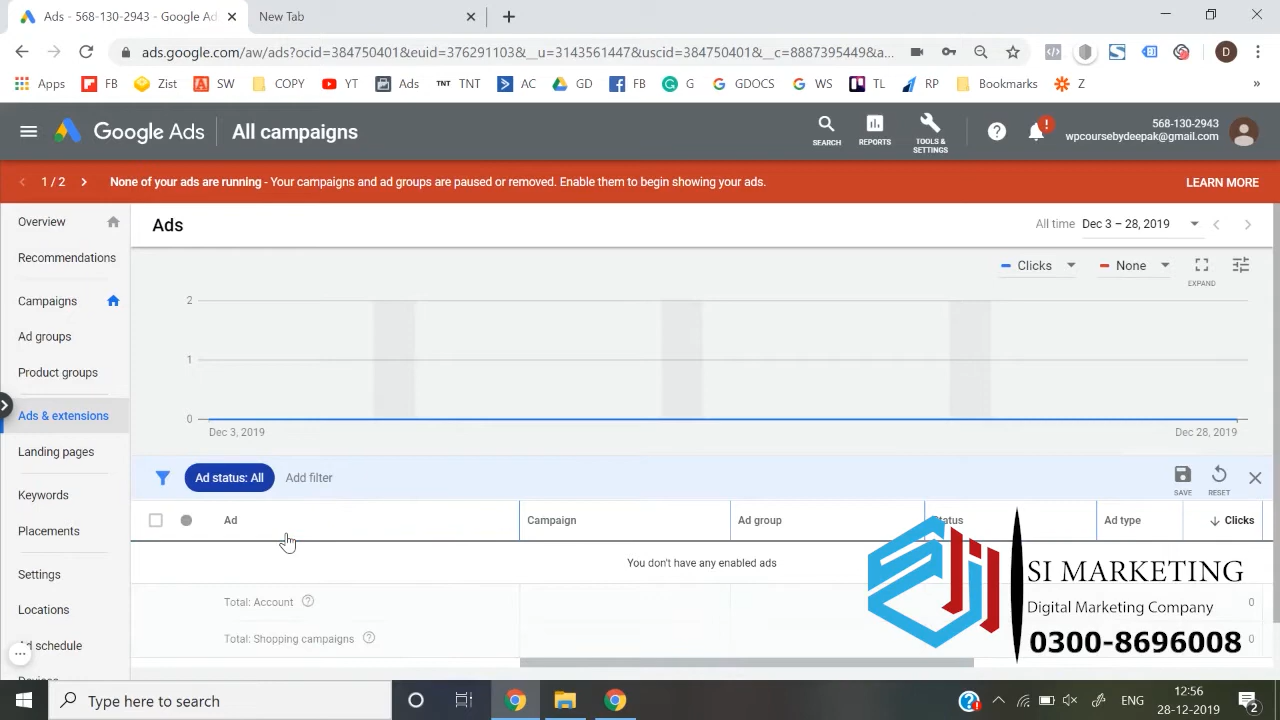 Ads - 568-130-2943 - Google Ad
New Tab
ads.google.com/aw/ads?ocid=384750401&euid=376291103&__u=3143561447&uscid=384750401&__c=8887395449&a...
D
Apps FB Zist SW COPY YT Ads TNT TNT AC GD FB G GDOCS WS TL RP Bookmarks Z
Google Ads
All campaigns
SEARCH
REPORTS
TOOLS &
SETTINGS
568-130-2943
wpcoursebydeepak@gmail.com
1 / 2
None of your ads are running - Your campaigns and ad groups are paused or removed. Enable them to begin showing your ads.
LEARN MORE
Overview
Recommendations
Campaigns
Ad groups
Product groups
Ads & extensions
Landing pages
Keywords
Placements
Settings
Locations
Ad schedule
Ads
All time Dec 3 – 28, 2019
Clicks
None
EXPAND
2
1
0
Dec 3, 2019
Dec 28, 2019
Ad status: All
Add filter
SAVE
RESET
Ad
Campaign
Ad group
Status
Ad type
Clicks
You don't have any enabled ads
Total: Account
0
Total: Shopping campaigns
0
SI MARKETING
Digital Marketing Company
0300-8696008
Type here to search
ENG
12:56
28-12-2019
2